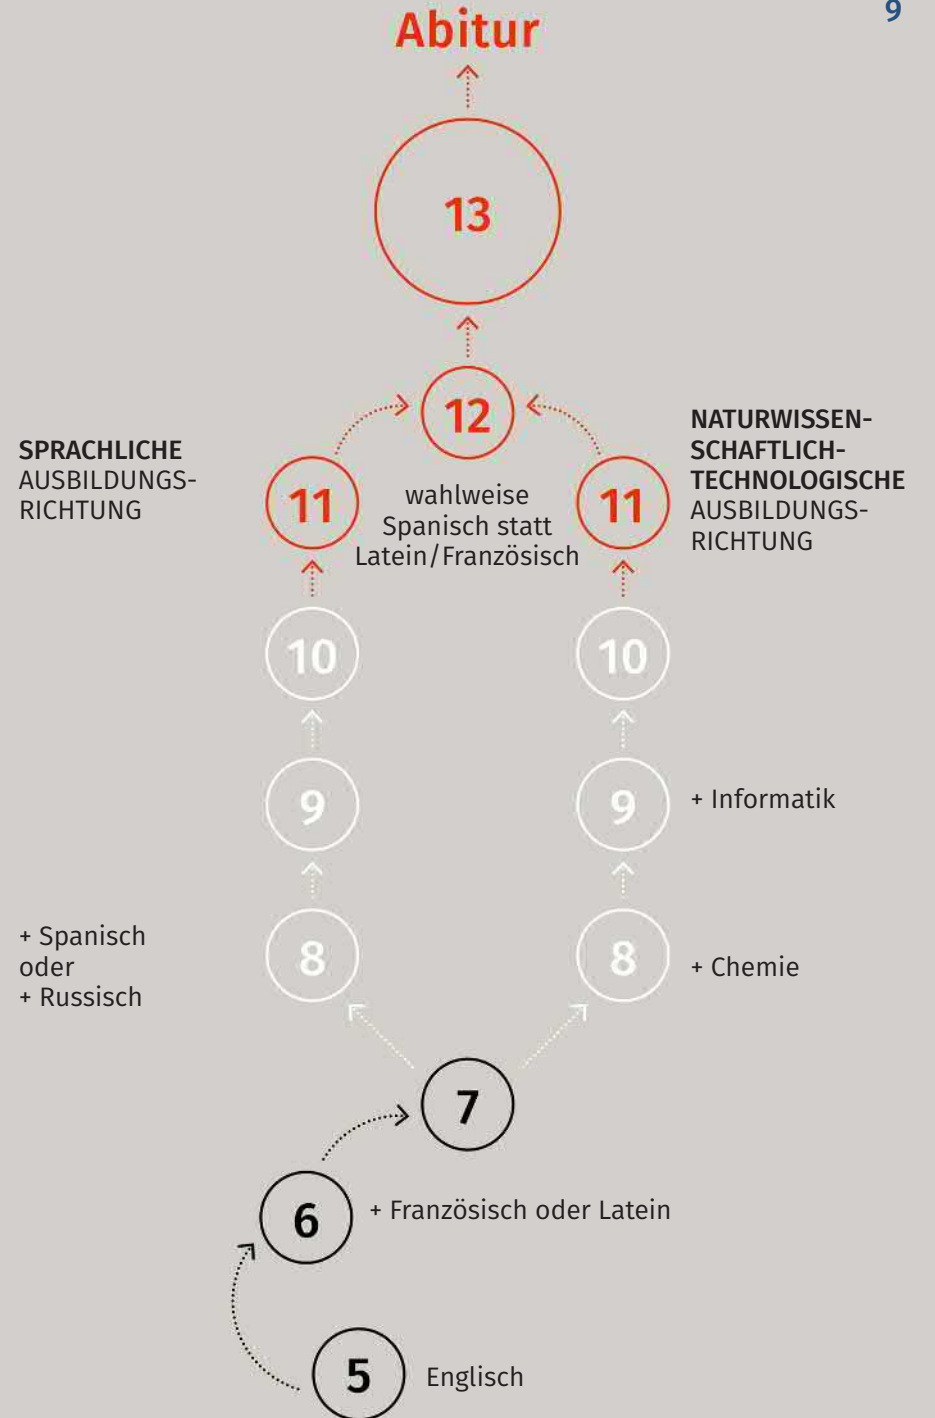 9
Abitur
13
12
SPRACHLICHE
AUSBILDUNGS-
RICHTUNG
11
wahlweise
Spanisch statt
Latein/Französisch
11
NATURWISSEN-
SCHAFTLICH-
TECHNOLOGISCHE
AUSBILDUNGS-
RICHTUNG
10
10
9
9
+ Informatik
+ Spanisch
oder
+ Russisch
8
8
+ Chemie
7
6
+ Französisch oder Latein
5
Englisch